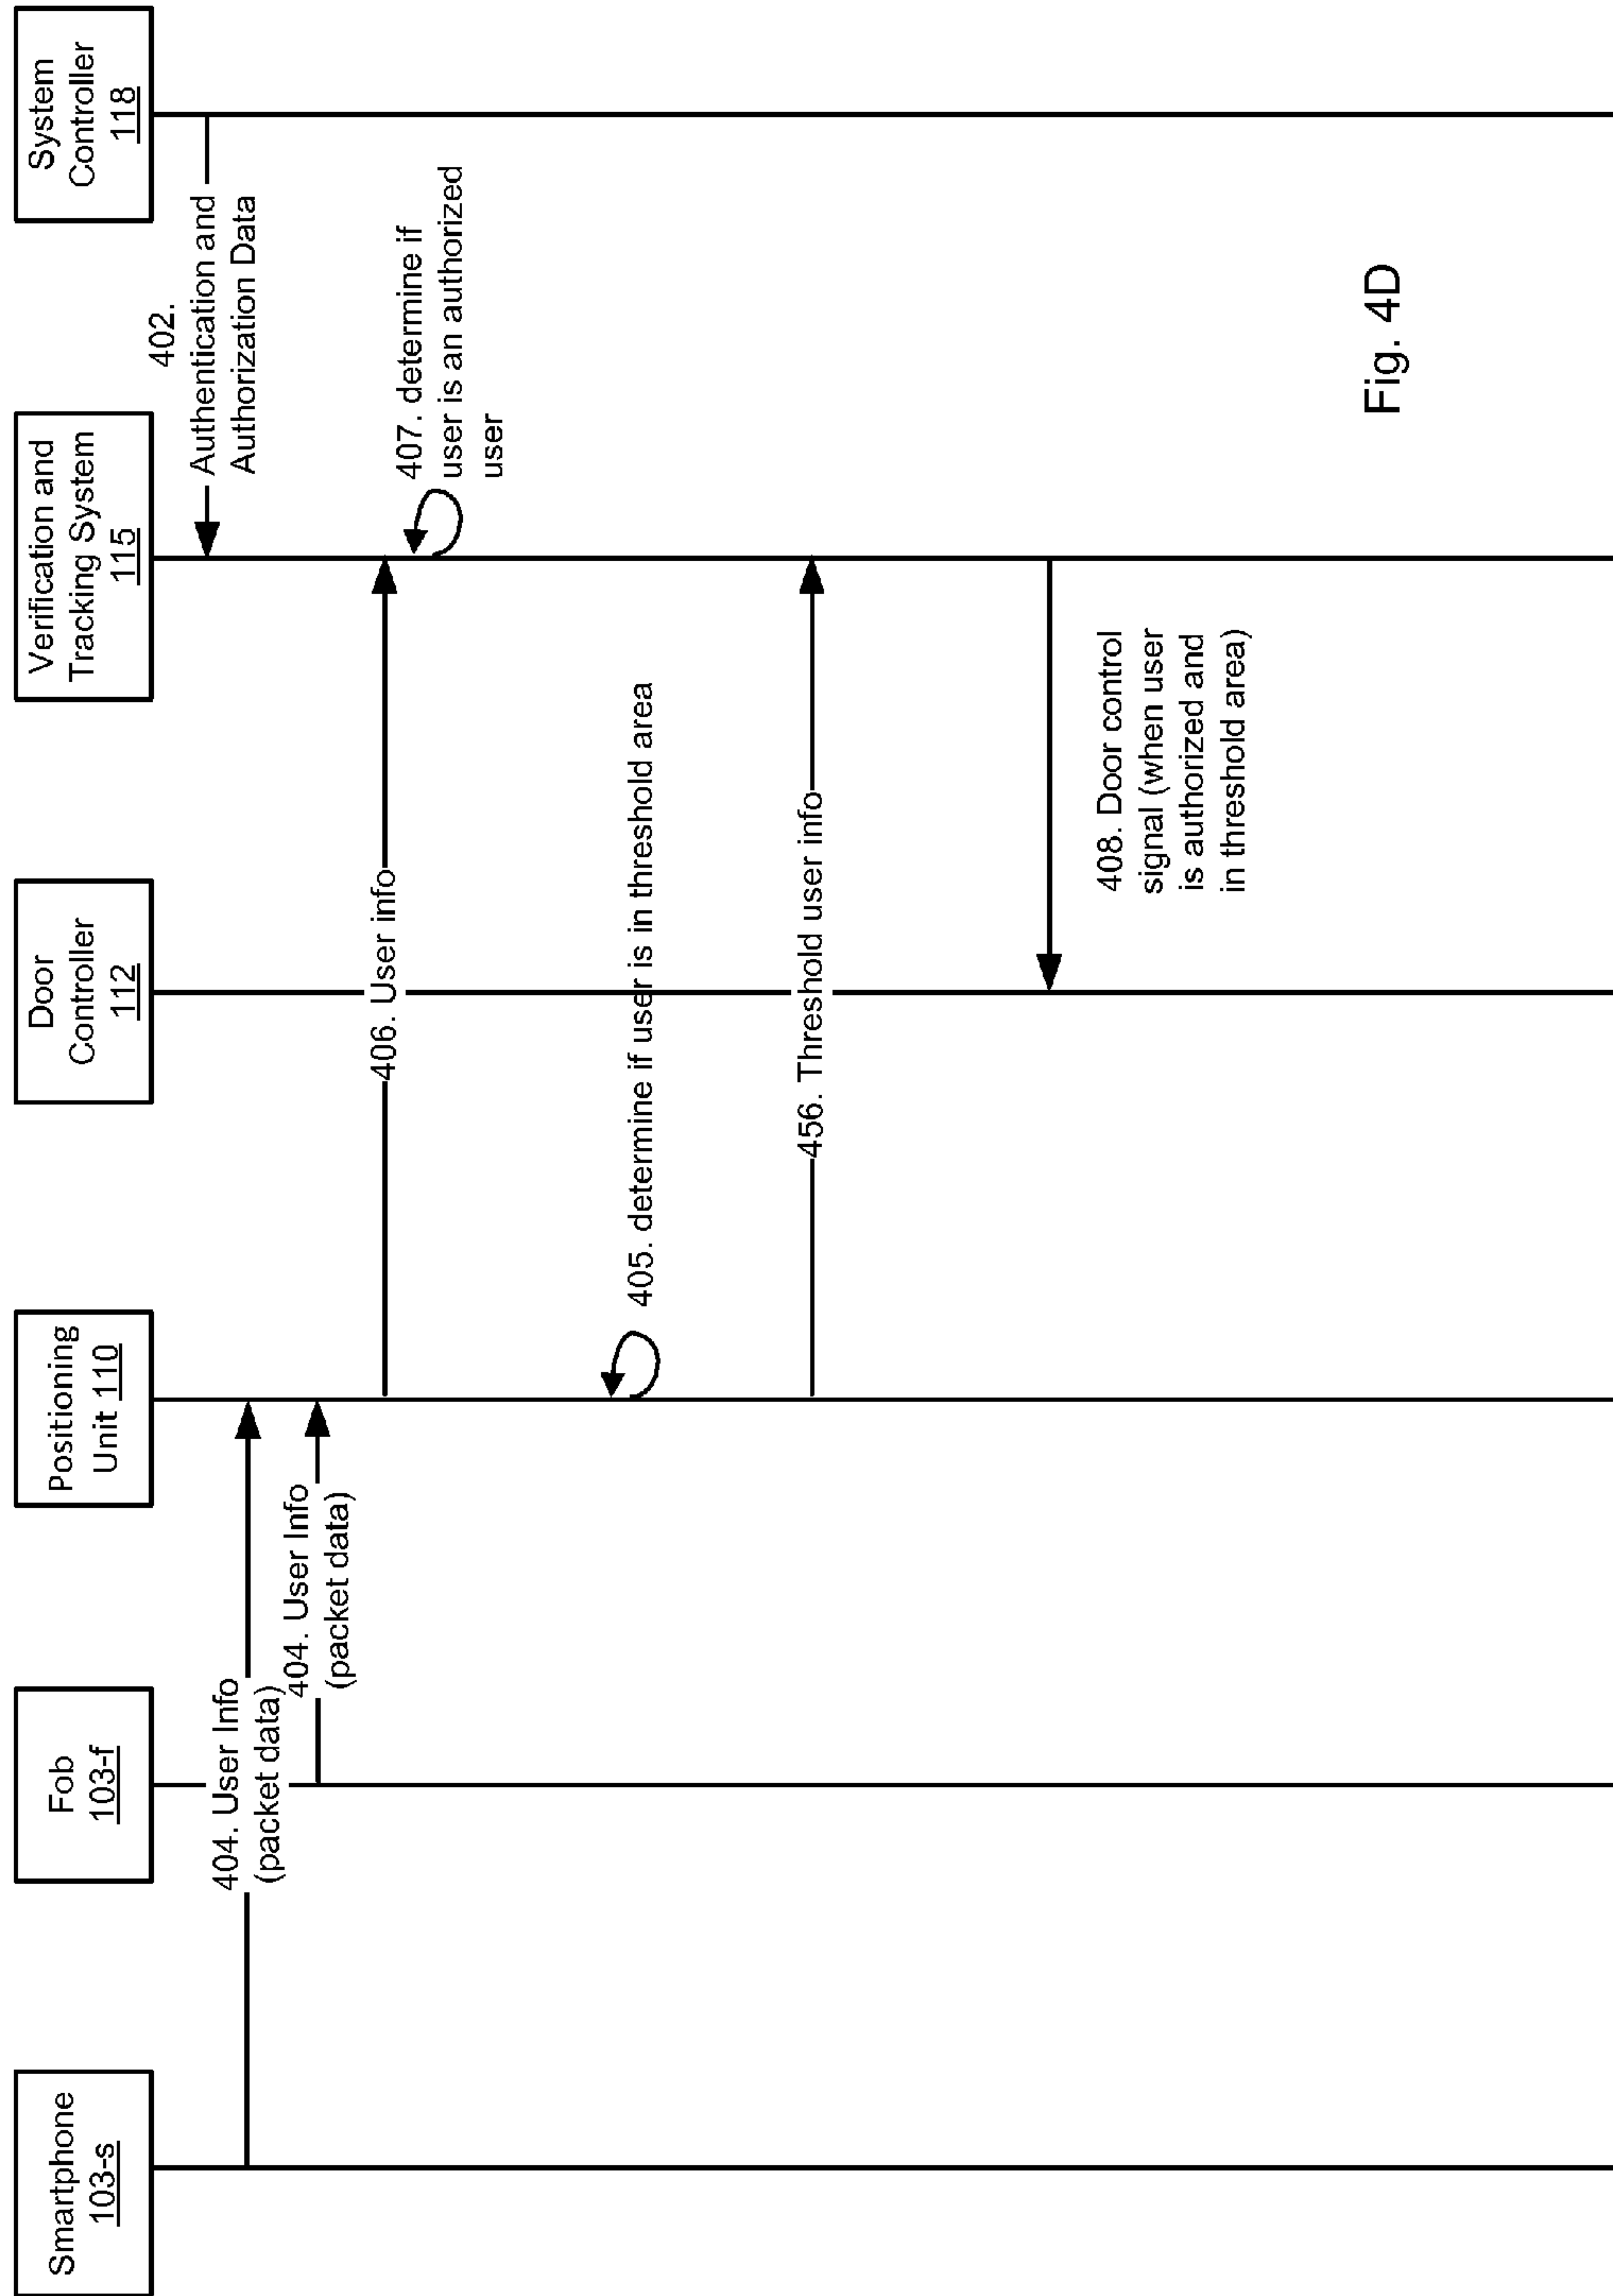 Smartphone
103-s
Fob
103-f
Positioning
Unit 110
Door
Controller
112
Verification and
Tracking System
115
System
Controller
118
402.
Authentication and
Authorization Data
404. User Info
(packet data)
404. User Info
(packet data)
406. User info
407. determine if
user is an authorized
user
405. determine if user is in threshold area
456. Threshold user info
408. Door control
signal (when user
is authorized and
in threshold area)
Fig. 4D